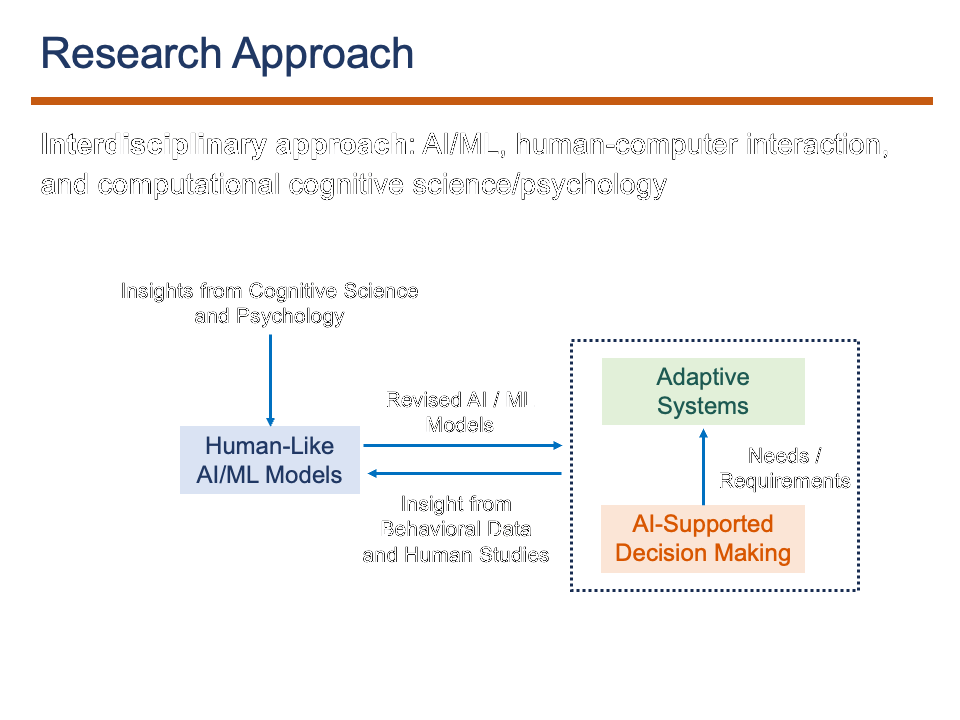 Research Approach
Interdisciplinary approach: AI/ML, human-computer interaction,
and computational cognitive science/psychology
Insights from Cognitive Science
and Psychology
Human-Like
AI/ML Models
Revised AI / ML
Models
Insight from
Behavioral Data
and Human Studies
Adaptive
Systems
Needs /
Requirements
AI-Supported
Decision Making